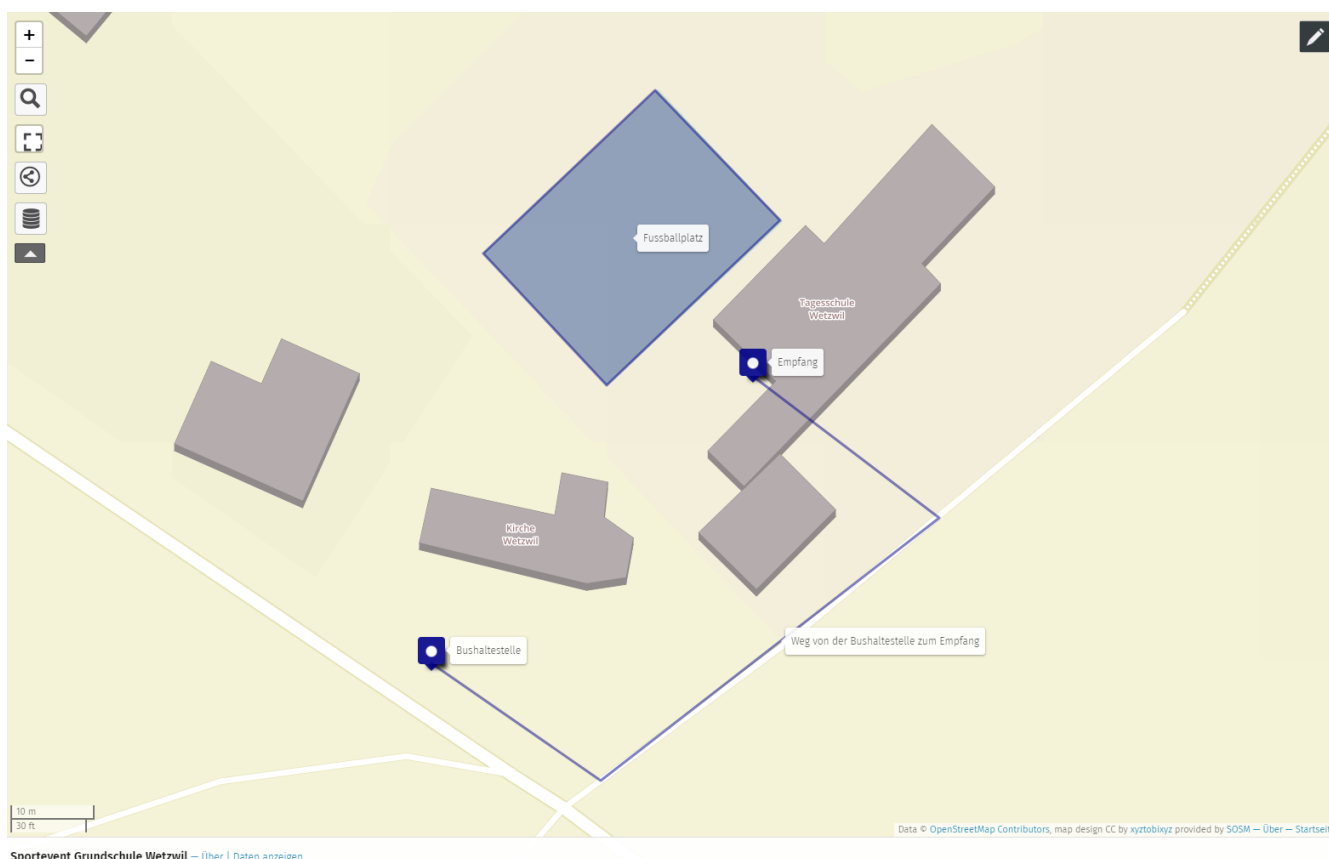 +
−
Fussballplatz
Tagesschule
Wetzwil
Empfang
Kirche
Wetzwil
Weg von der Bushaltestelle zum Empfang
Bushaltestelle
10 m
30 ft
Data © OpenStreetMap Contributors, map design CC by xyztobixyz provided by SOSM — Über — Startseit
Sportevent Grundschule Wetzwil — Über | Daten anzeigen